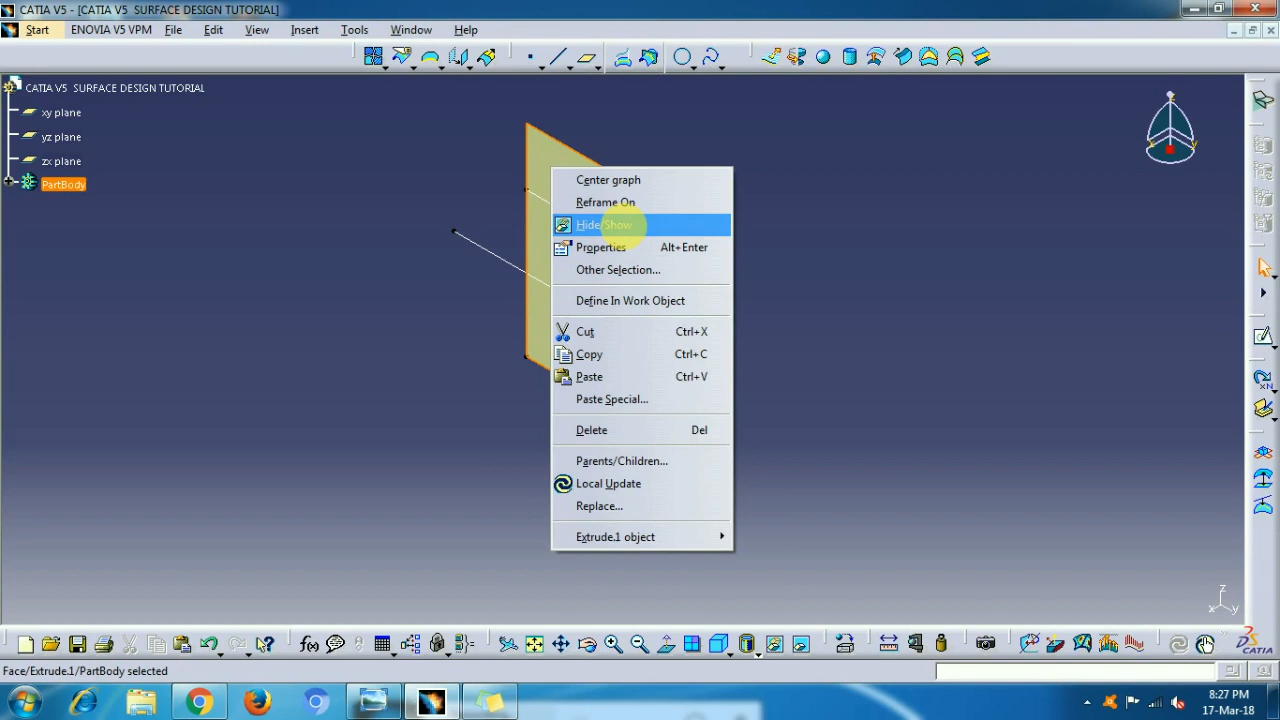 CATIA V5 - [CATIA V5 SURFACE DESIGN TUTORIAL]
Start ENOVIA V5 VPM File Edit View Insert Tools Window Help
CATIA V5 SURFACE DESIGN TUTORIAL
xy plane
yz plane
zx plane
PartBody
Center graph
Reframe On
Hide/Show
Properties Alt+Enter
Other Selection...
Define In Work Object
Cut Ctrl+X
Copy Ctrl+C
Paste Ctrl+V
Paste Special...
Delete Del
Parents/Children...
Local Update
Replace...
Extrude.1 object
z
x y
f(x)
CATIA
Face/Extrude.1/PartBody selected
8:27 PM
17-Mar-18